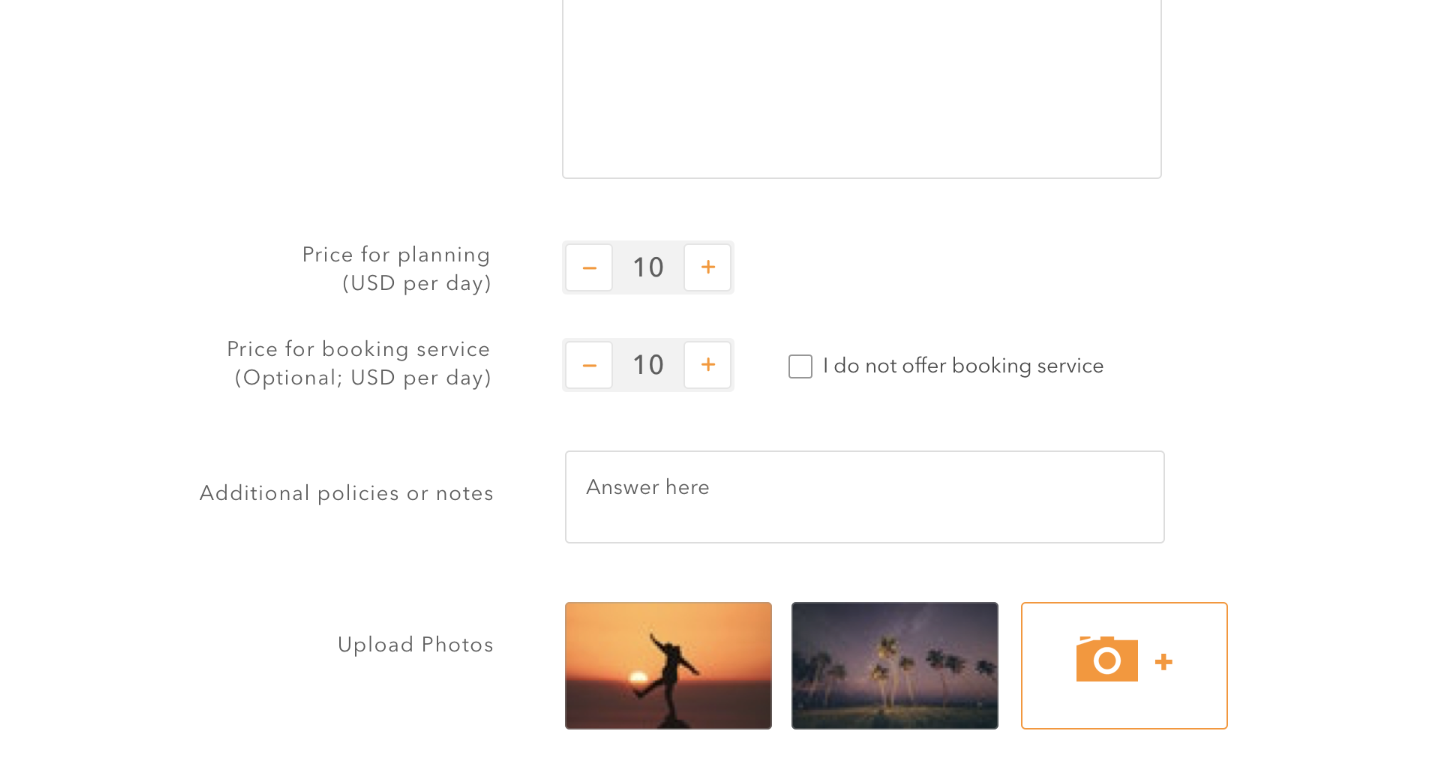 Price for planning
(USD per day)
– 10 +
Price for booking service
(Optional; USD per day)
– 10 +
I do not offer booking service
Additional policies or notes
Answer here
Upload Photos
+